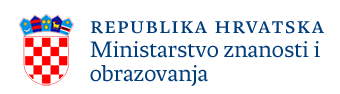 REPUBLIKA HRVATSKA
Ministarstvo znanosti i
obrazovanja